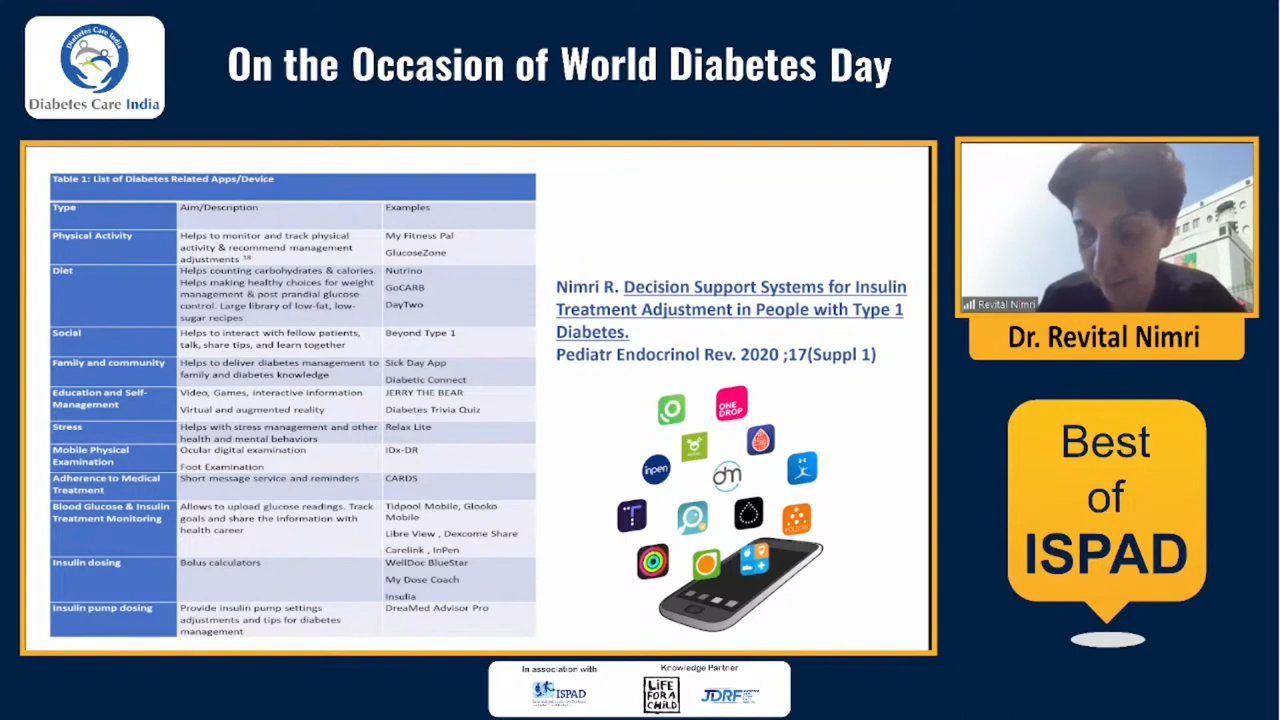 Diabetes Care India
Diabetes Care India
On the Occasion of World Diabetes Day
Table 1: List of Diabetes Related Apps/Device
Type Aim/Description Examples
Physical Activity Helps to monitor and track physical My Fitness Pal
activity & recommend management GlucoseZone
adjustments 18
Diet Helps counting carbohydrates & calories. Nutrino
Helps making healthy choices for weight GoCARB
management & post prandial glucose
control. Large library of low-fat, low- DayTwo
sugar recipes
Social Helps to interact with fellow patients, Beyond Type 1
talk, share tips, and learn together
Family and community Helps to deliver diabetes management to Sick Day App
family and diabetes knowledge Diabetic Connect
Education and Self- Video, Games, interactive information JERRY THE BEAR
Management Virtual and augmented reality Diabetes Trivia Quiz
Stress Helps with stress management and other Relax Lite
health and mental behaviors
Mobile Physical Ocular digital examination IDx-DR
Examination Foot Examination
Adherence to Medical Short message service and reminders CARDS
Treatment
Blood Glucose & Insulin Allows to upload glucose readings. Track Tidpool Mobile, Glooko
Treatment Monitoring goals and share the information with Mobile
health career Libre View , Dexcome Share
Carelink , InPen
Insulin dosing Bolus calculators WellDoc BlueStar
My Dose Coach
Insulia
Insulin pump dosing Provide insulin pump settings DreaMed Advisor Pro
adjustments and tips for diabetes
management
Nimri R. Decision Support Systems for Insulin
Treatment Adjustment in People with Type 1
Diabetes.
Pediatr Endocrinol Rev. 2020 ;17(Suppl 1)
ONE
DROP
inpen
dm
T
Revital Nimri
Dr. Revital Nimri
Best
of
ISPAD
In association with
ISPAD
Knowledge Partner
LiFE
FOR A
CHiLD
JDRF